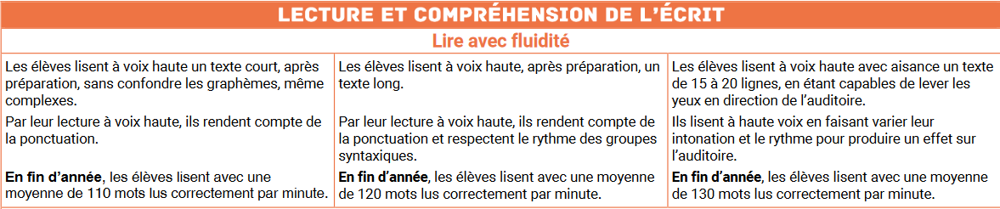 LECTURE ET COMPRÉHENSION DE L'ÉCRIT
Lire avec fluidité
Les élèves lisent à voix haute un texte court, après
préparation, sans confondre les graphèmes, même
complexes.
Par leur lecture à voix haute, ils rendent compte de
la ponctuation.
En fin d'année, les élèves lisent avec une
moyenne de 110 mots lus correctement par minute.
Les élèves lisent à voix haute, après préparation, un
texte long.
Par leur lecture à voix haute, ils rendent compte de
la ponctuation et respectent le rythme des groupes
syntaxiques.
En fin d'année, les élèves lisent avec une moyenne
de 120 mots lus correctement par minute.
Les élèves lisent à voix haute avec aisance un texte
de 15 à 20 lignes, en étant capables de lever les
yeux en direction de l'auditoire.
Ils lisent à haute voix en faisant varier leur
intonation et le rythme pour produire un effet sur
l'auditoire.
En fin d'année, les élèves lisent avec une moyenne
de 130 mots lus correctement par minute.